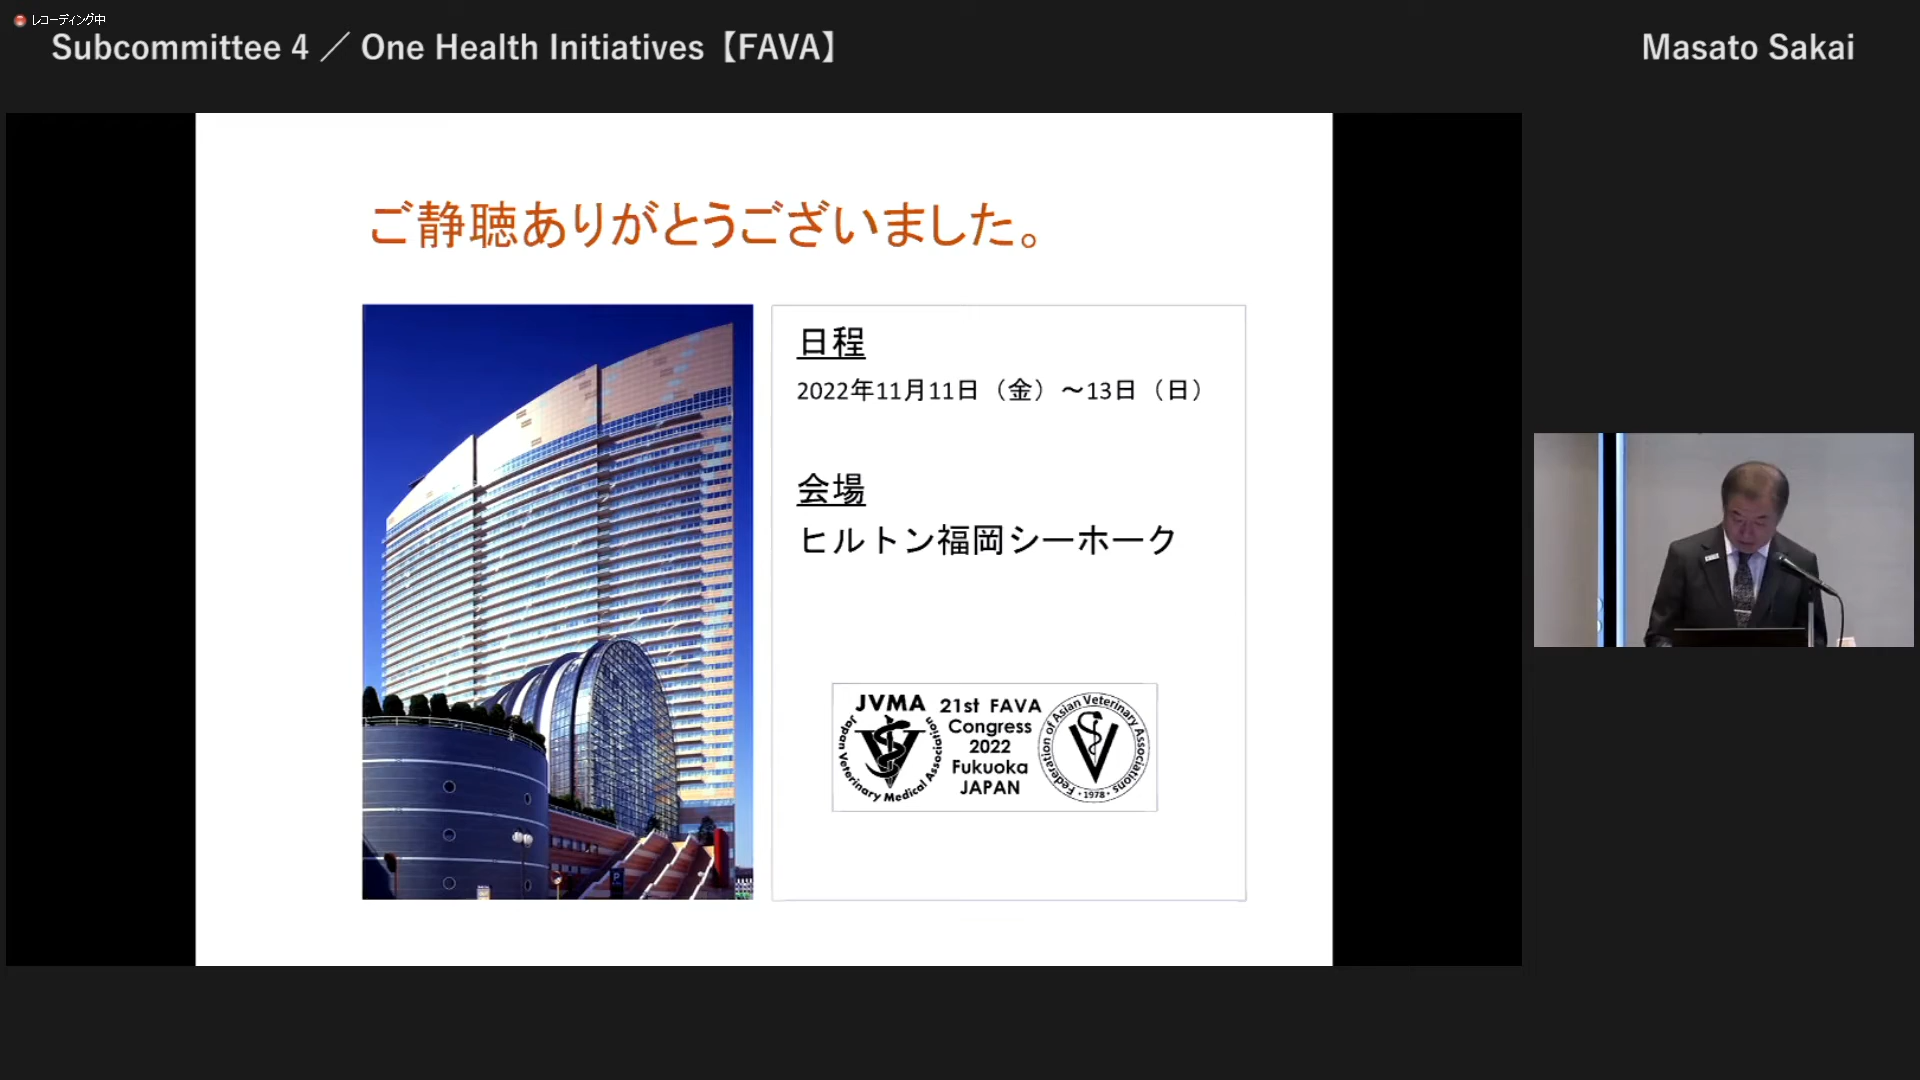 レコーディング中
Subcommittee 4 ／ One Health Initiatives【FAVA】
Masato Sakai
ご静聴ありがとうございました。
日程
2022年11月11日（金）～13日（日）
会場
ヒルトン福岡シーホーク
JVMA
Japan Veterinary Medical Association
21st FAVA
Congress
2022
Fukuoka
JAPAN
Federation of Asian Veterinary Associations
・1978・